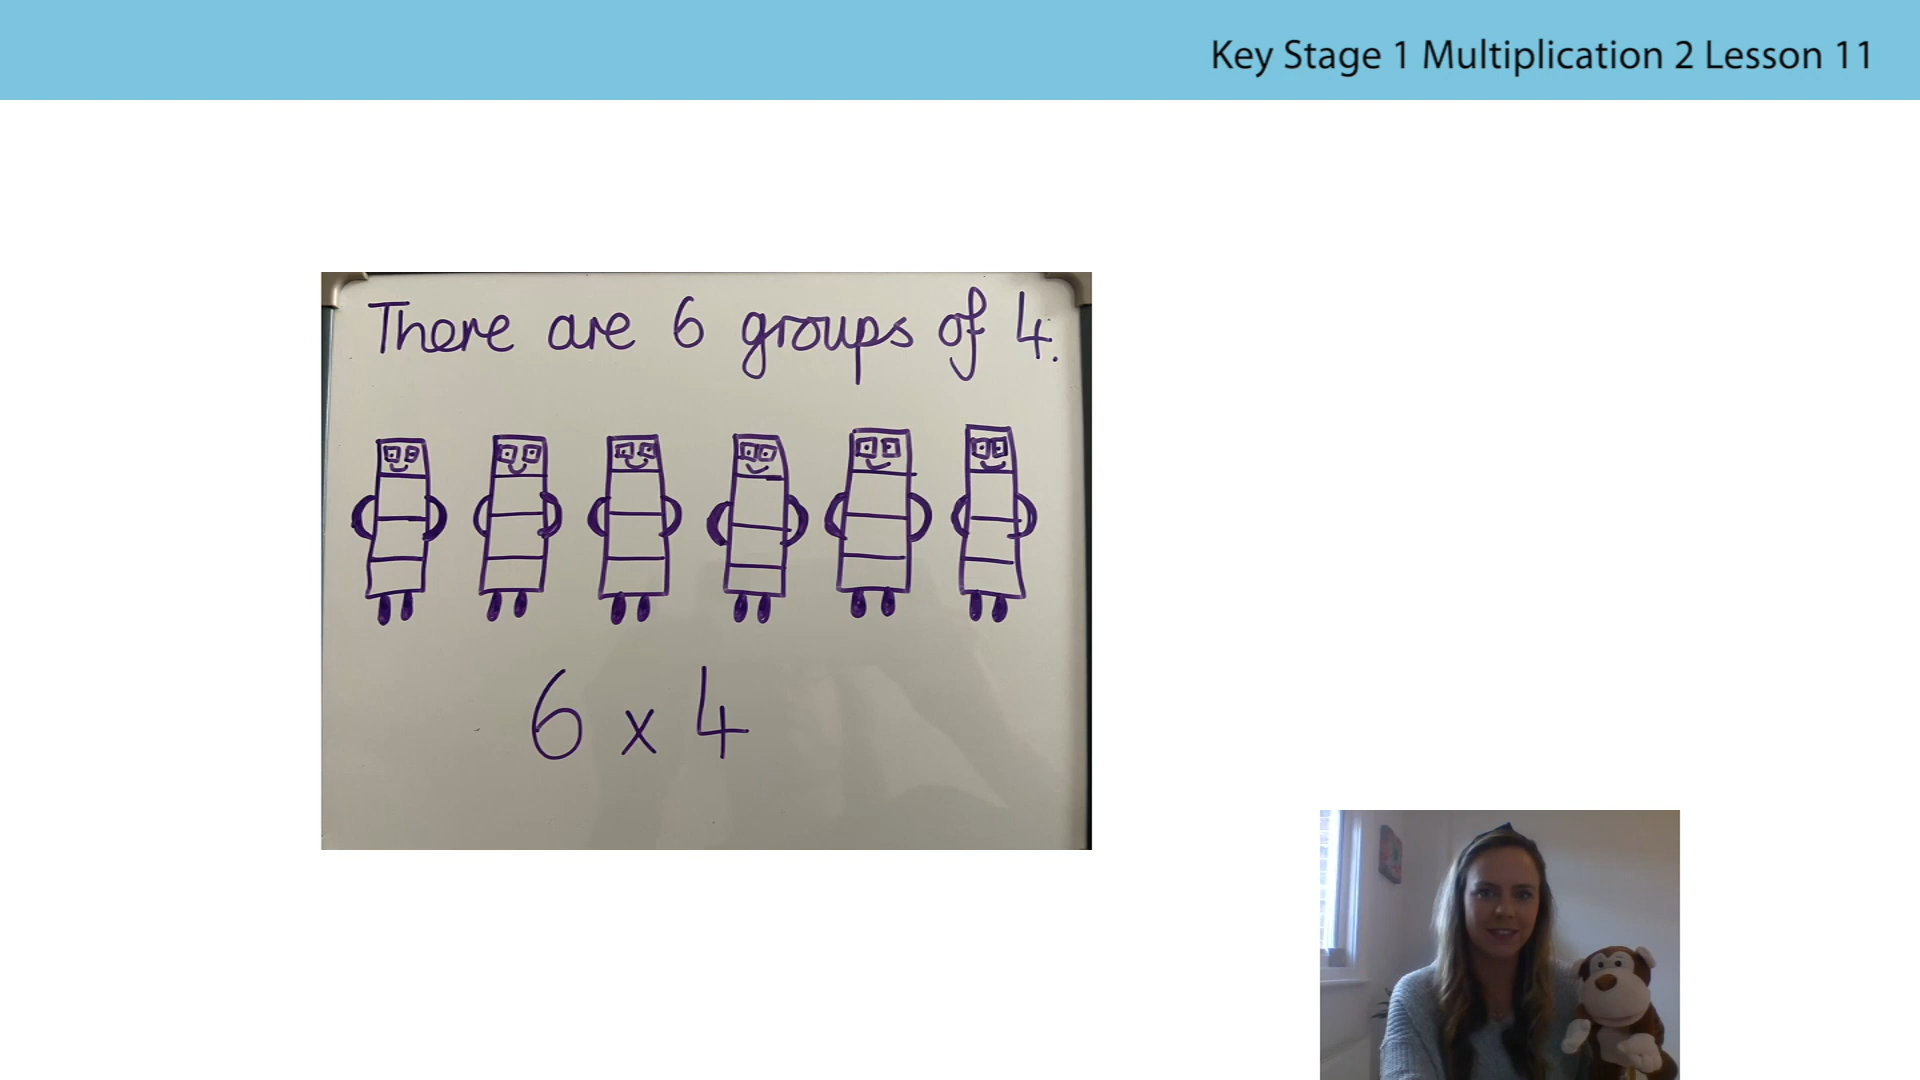 Key Stage 1 Multiplication 2 Lesson 11
There are 6 groups of 4.
6 x 4